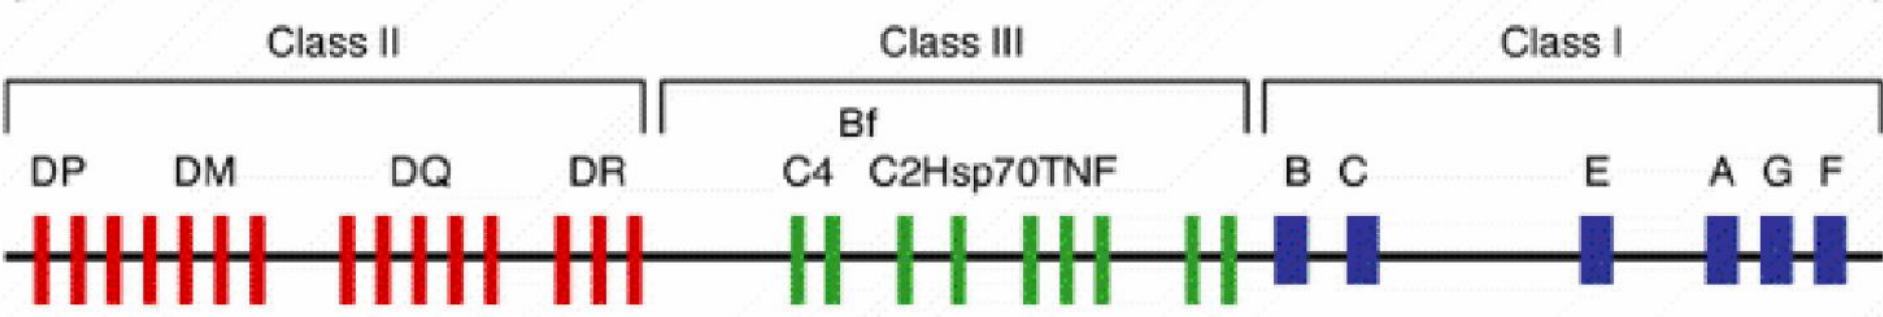 Class II Class III Class I
Bf
DP DM DQ DR C4 C2Hsp70TNF B C E A G F